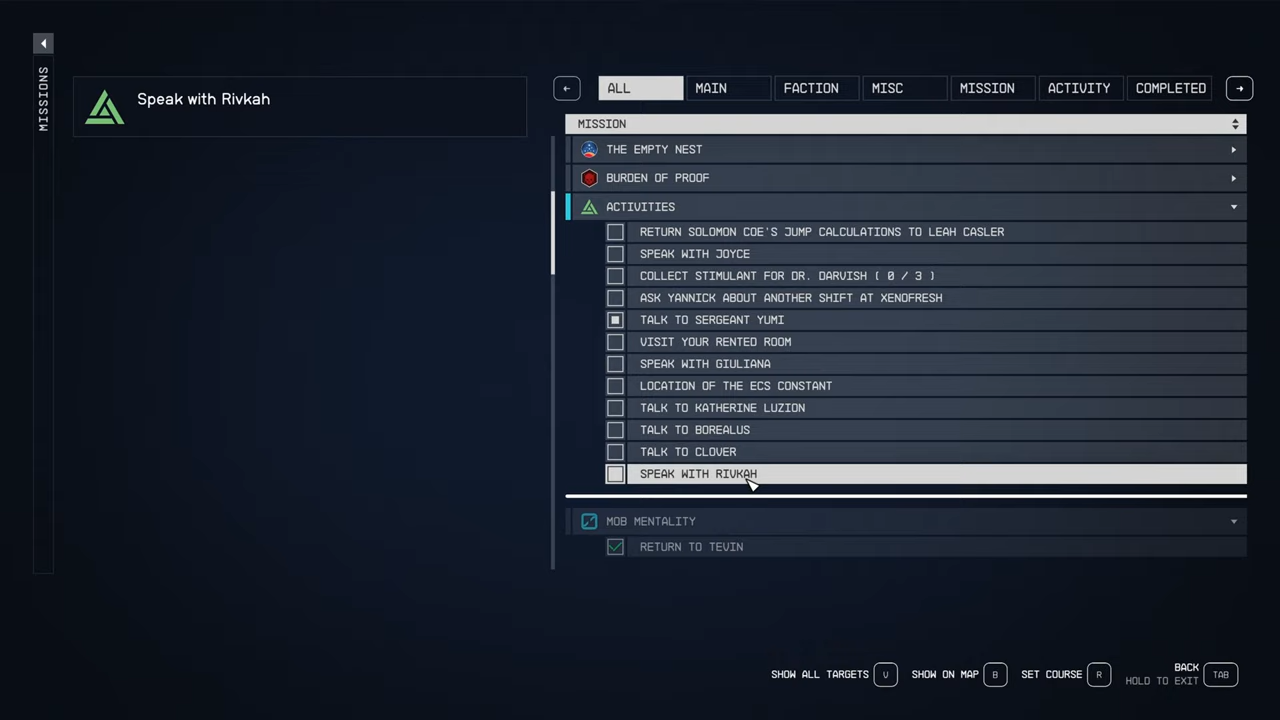 MISSIONS
Speak with Rivkah
ALL
MAIN
FACTION
MISC
MISSION
ACTIVITY
COMPLETED
MISSION
THE EMPTY NEST
BURDEN OF PROOF
ACTIVITIES
RETURN SOLOMON COE'S JUMP CALCULATIONS TO LEAH CASLER
SPEAK WITH JOYCE
COLLECT STIMULANT FOR DR. DARVISH ( 0 / 3 )
ASK YANNICK ABOUT ANOTHER SHIFT AT XENOFRESH
TALK TO SERGEANT YUMI
VISIT YOUR RENTED ROOM
SPEAK WITH GIULIANA
LOCATION OF THE ECS CONSTANT
TALK TO KATHERINE LUZION
TALK TO BOREALUS
TALK TO CLOVER
SPEAK WITH RIVKAH
MOB MENTALITY
RETURN TO TEVIN
SHOW ALL TARGETS V
SHOW ON MAP B
SET COURSE R
BACK
HOLD TO EXIT TAB